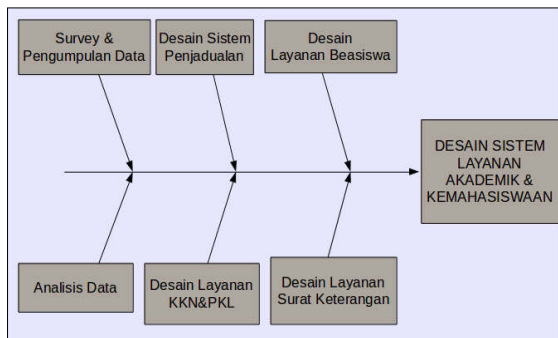 Survey &
Pengumpulan Data
Desain Sistem
Penjadualan
Desain
Layanan Beasiswa
DESAIN SISTEM
LAYANAN
AKADEMIK &
KEMAHASISWAAN
Analisis Data
Desain Layanan
KKN&PKL
Desain Layanan
Surat Keterangan